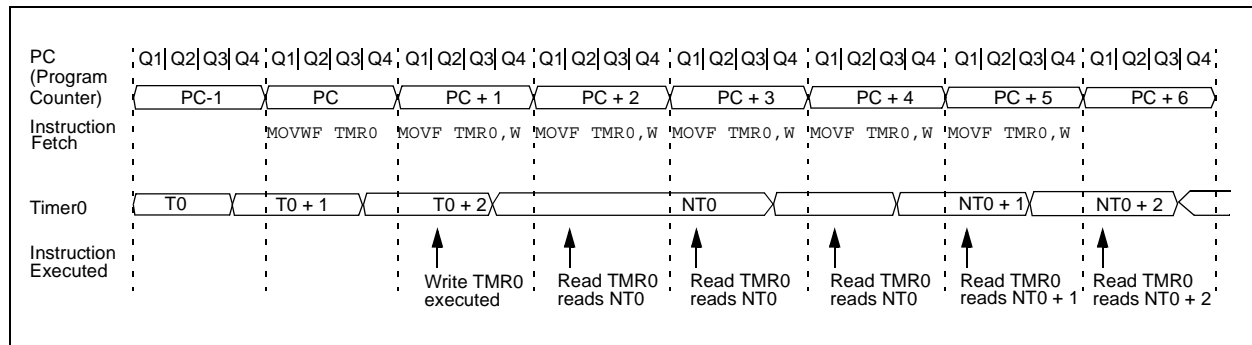 PC
(Program
Counter)
Q1 Q2 Q3 Q4 Q1 Q2 Q3 Q4 Q1 Q2 Q3 Q4 Q1 Q2 Q3 Q4 Q1 Q2 Q3 Q4 Q1 Q2 Q3 Q4 Q1 Q2 Q3 Q4 Q1 Q2 Q3 Q4
PC-1 PC PC + 1 PC + 2 PC + 3 PC + 4 PC + 5 PC + 6
Instruction
Fetch
MOVWF TMR0 MOVF TMR0,W MOVF TMR0,W MOVF TMR0,W MOVF TMR0,W MOVF TMR0,W
Timer0
T0 T0 + 1 T0 + 2 NT0 NT0 + 1 NT0 + 2
Instruction
Executed
Write TMR0
executed
Read TMR0
reads NT0
Read TMR0
reads NT0
Read TMR0
reads NT0
Read TMR0
reads NT0 + 1
Read TMR0
reads NT0 + 2